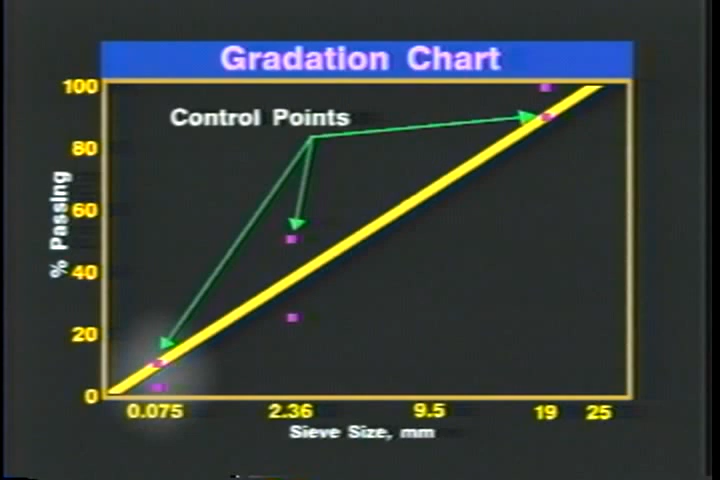 Gradation Chart
100
Control Points
80
60
% Passing
40
20
0
0.075 2.36 9.5 19 25
Sieve Size, mm